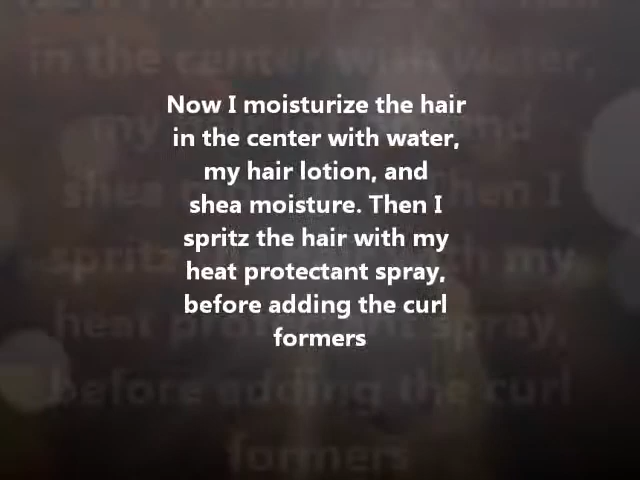 Now I moisturize the hair
in the center with water,
my hair lotion, and
shea moisture. Then I
spritz the hair with my
heat protectant spray,
before adding the curl
formers